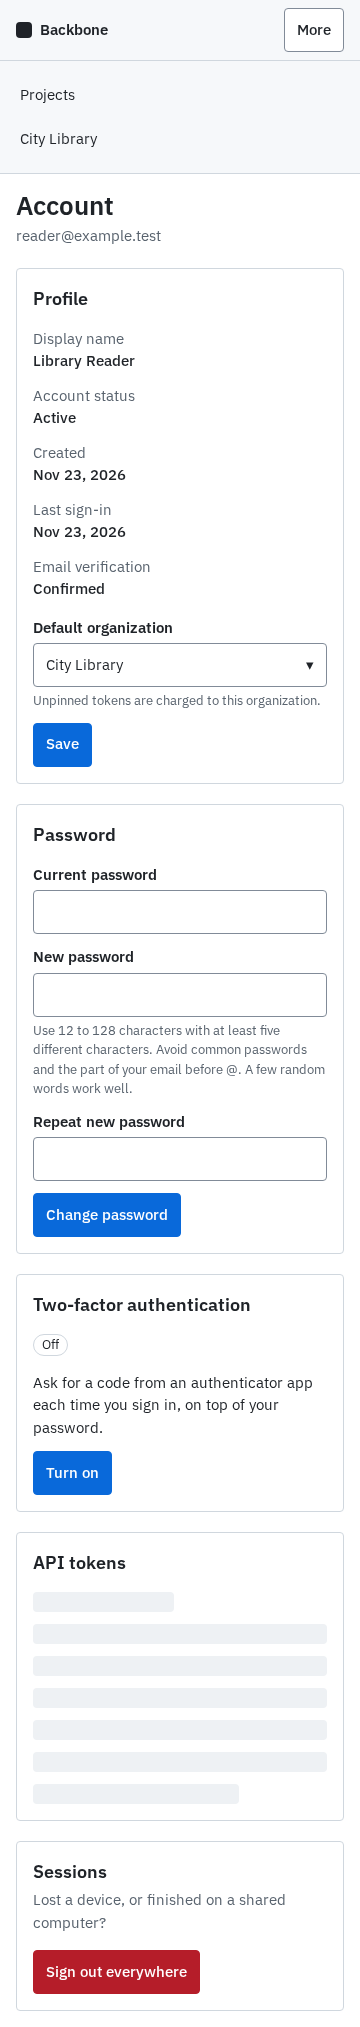 Backbone
More
Projects
City Library
Account
reader@example.test
Profile
Display name
Library Reader
Account status
Active
Created
Nov 23, 2026
Last sign-in
Nov 23, 2026
Email verification
Confirmed
Default organization
City Library ▾
Unpinned tokens are charged to this organization.
Save
Password
Current password
New password
Use 12 to 128 characters with at least five
different characters. Avoid common passwords
and the part of your email before @. A few random
words work well.
Repeat new password
Change password
Two-factor authentication
Off
Ask for a code from an authenticator app
each time you sign in, on top of your
password.
Turn on
API tokens
Sessions
Lost a device, or finished on a shared
computer?
Sign out everywhere